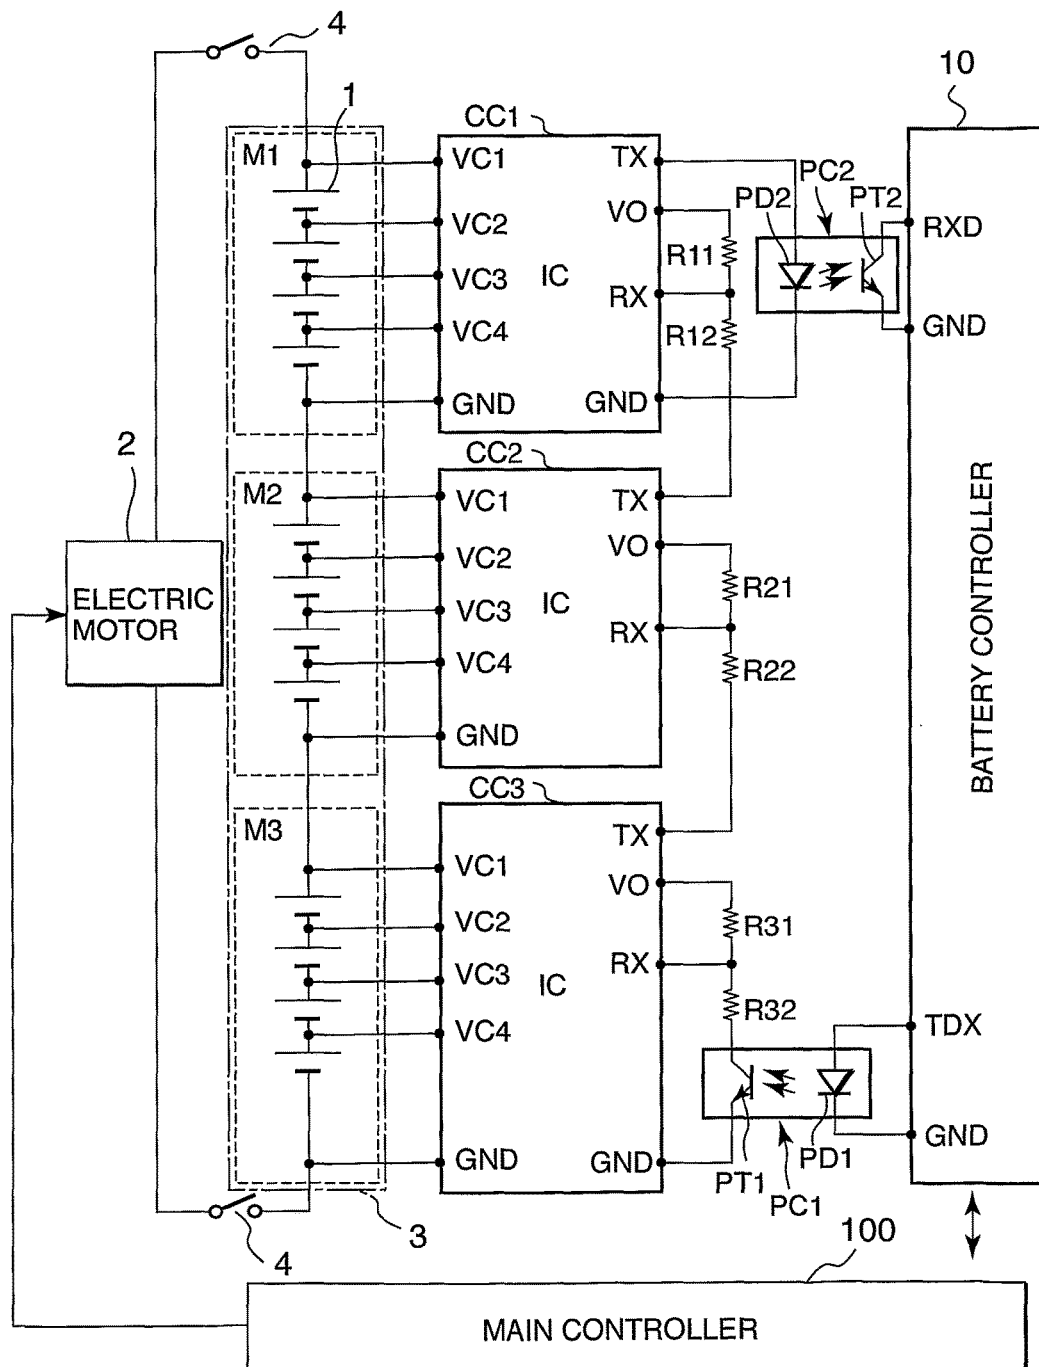 4
1
10
CC1
M1
VC1
TX
PC2
PD2
PT2
VC2
VO
RXD
R11
VC3
IC
RX
VC4
R12
GND
GND
GND
2
CC2
M2
VC1
TX
VC2
VO
ELECTRIC
MOTOR
VC3
IC
R21
RX
VC4
R22
GND
BATTERY CONTROLLER
CC3
M3
TX
VC1
VO
VC2
R31
VC3
IC
RX
R32
VC4
TDX
GND
GND
GND
PT1
PD1
PC1
3
4
100
MAIN CONTROLLER